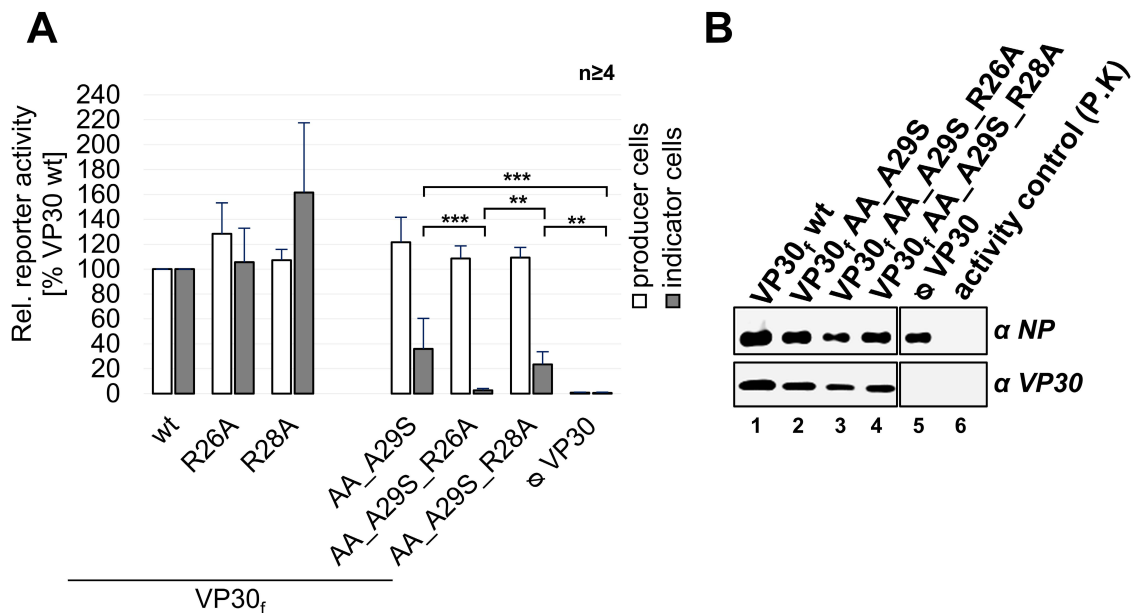 A
n≥4
Rel. reporter activity
[% VP30 wt]
240
220
200
180
160
140
120
100
80
60
40
20
0
***
**
***
**
producer cells
indicator cells
wt
R26A
R28A
AA_A29S
AA_A29S_R26A
AA_A29S_R28A
ⱷ VP30
VP30f
B
VP30f wt
VP30f AA_A29S
VP30f AA_A29S_R26A
VP30f AA_A29S_R28A
ⱷ VP30
activity control (P.K)
α NP
α VP30
1 2 3 4 5 6